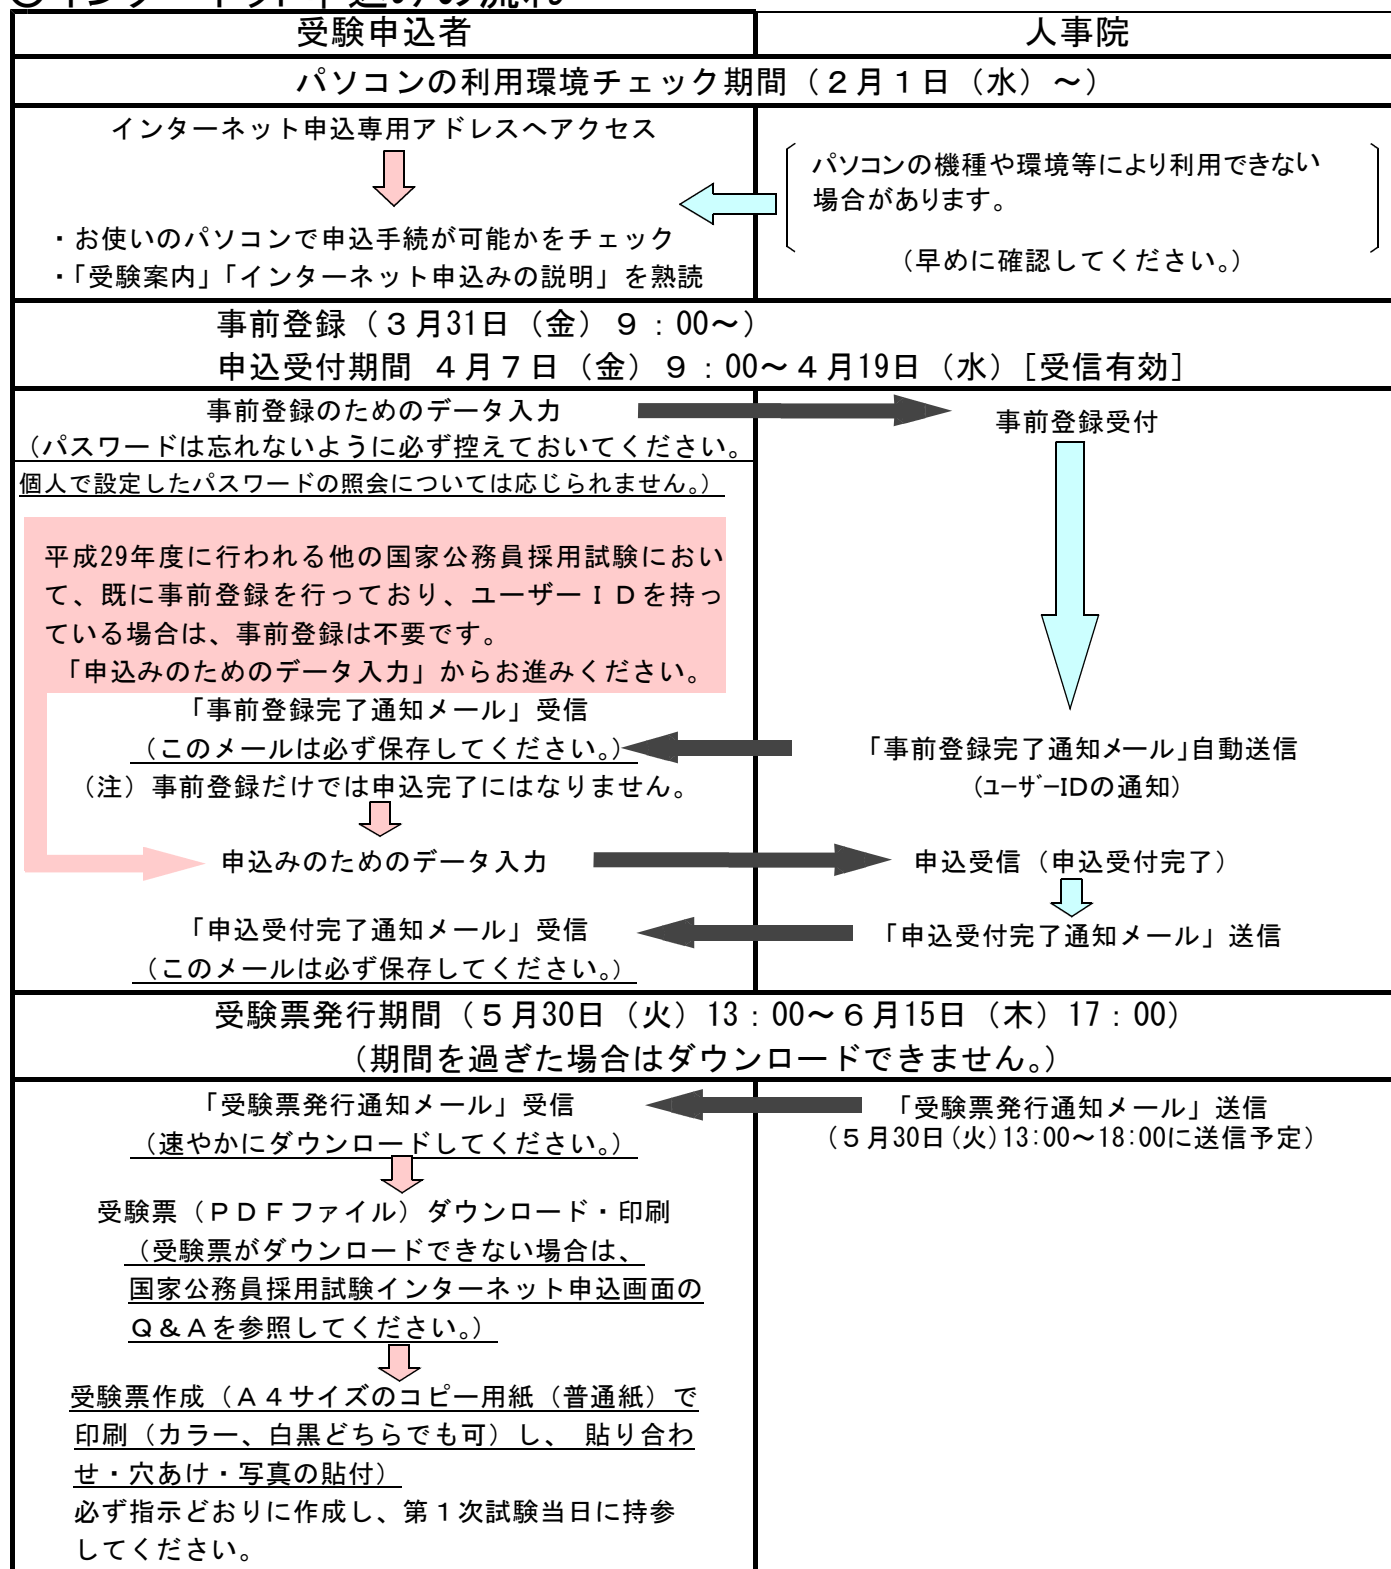 ○インターネット申込みの流れ
受験申込者
人事院
パソコンの利用環境チェック期間（２月１日（水）～）
インターネット申込専用アドレスへアクセス
・お使いのパソコンで申込手続が可能かをチェック
・「受験案内」「インターネット申込みの説明」を熟読
パソコンの機種や環境等により利用できない
場合があります。
（早めに確認してください。）
事前登録（３月31日（金）９：00～）
申込受付期間 ４月７日（金）９：00～４月19日（水）［受信有効］
事前登録のためのデータ入力
（パスワードは忘れないように必ず控えておいてください。
個人で設定したパスワードの照会については応じられません。）
事前登録受付
平成29年度に行われる他の国家公務員採用試験におい
て、既に事前登録を行っており、ユーザーＩＤを持っ
ている場合は、事前登録は不要です。
「申込みのためのデータ入力」からお進みください。
「事前登録完了通知メール」受信
（このメールは必ず保存してください。）
（注）事前登録だけでは申込完了にはなりません。
「事前登録完了通知メール」自動送信
（ﾕｰｻﾞｰIDの通知）
申込みのためのデータ入力
申込受信（申込受付完了）
「申込受付完了通知メール」受信
（このメールは必ず保存してください。）
「申込受付完了通知メール」送信
受験票発行期間（５月30日（火）13：00～６月15日（木）17：00）
（期間を過ぎた場合はダウンロードできません。）
「受験票発行通知メール」受信
（速やかにダウンロードしてください。）
「受験票発行通知メール」送信
（５月30日(火)13:00～18:00に送信予定）
受験票（ＰＤＦファイル）ダウンロード・印刷
（受験票がダウンロードできない場合は、
国家公務員採用試験インターネット申込画面の
Ｑ＆Ａを参照してください。）
受験票作成（Ａ４サイズのコピー用紙（普通紙）で
印刷（カラー、白黒どちらでも可）し、 貼り合わ
せ・穴あけ・写真の貼付）
必ず指示どおりに作成し、第１次試験当日に持参
してください。